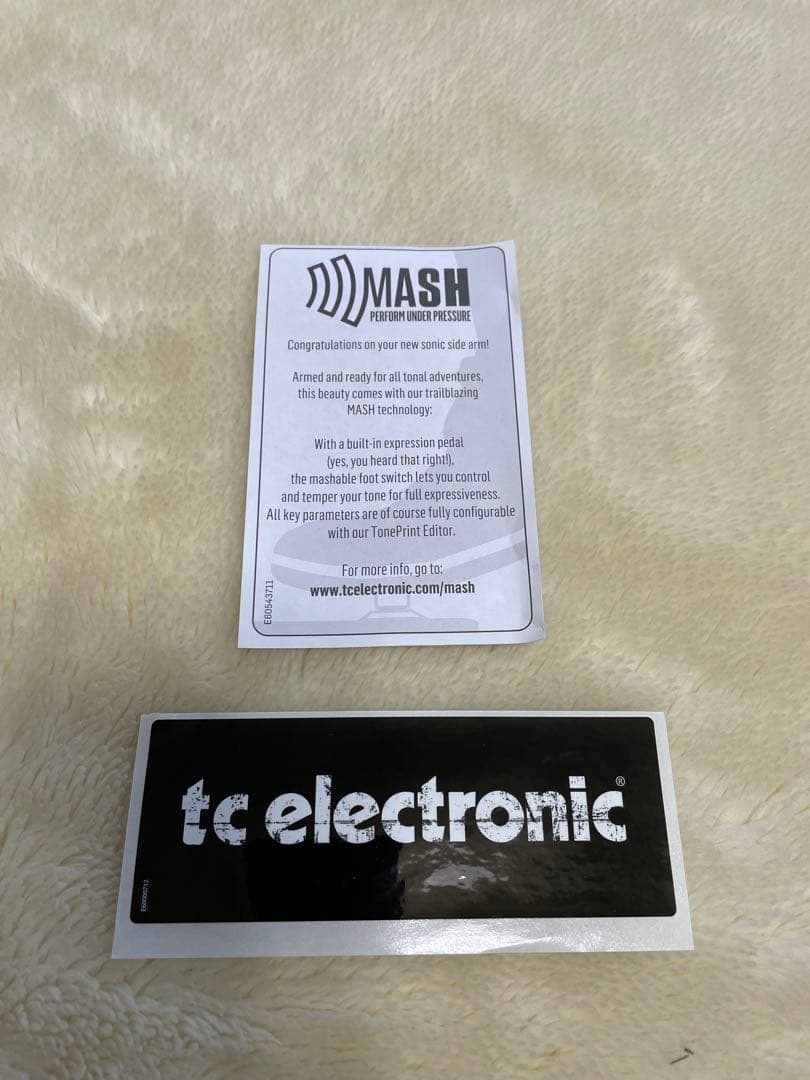 MASH
PERFORM UNDER PRESSURE
Congratulations on your new sonic side arm!
Armed and ready for all tonal adventures,
this beauty comes with our trailblazing
MASH technology:
With a built-in expression pedal
(yes, you heard that right!),
the mashable foot switch lets you control
and temper your tone for full expressiveness.
All key parameters are of course fully configurable
with our TonePrint Editor.
For more info, go to:
www.tcelectronic.com/mash
E60543711
tc electronic®
E60000712